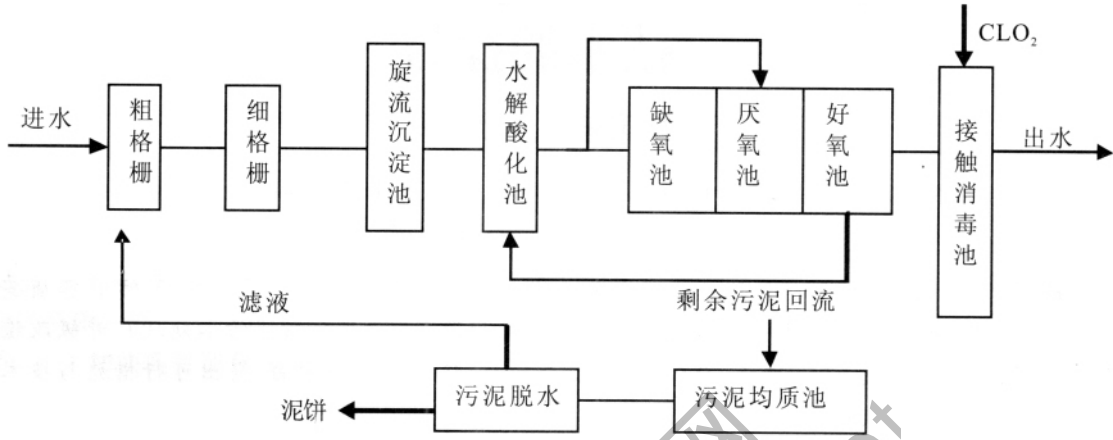 CLO₂
进水
粗格栅
细格栅
旋流沉淀池
水解酸化池
缺氧池
厌氧池
好氧池
接触消毒池
出水
滤液
剩余污泥回流
泥饼
污泥脱水
污泥均质池
网